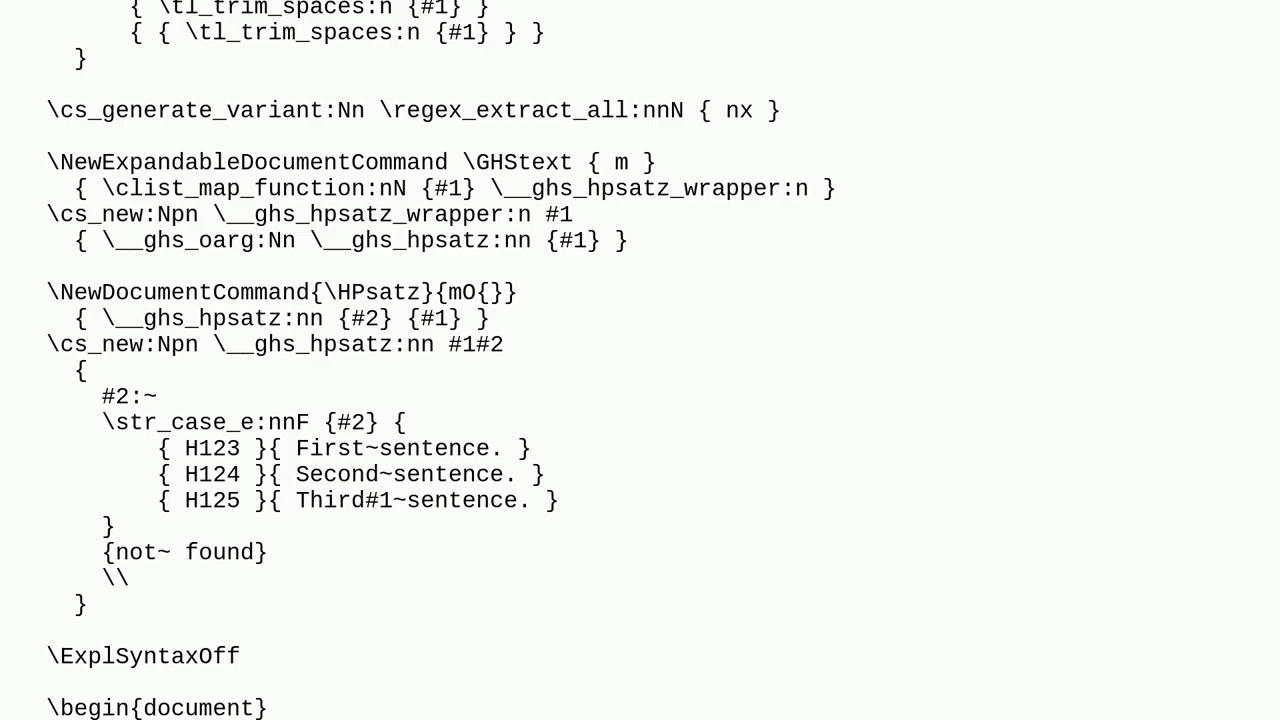 { \tl_trim_spaces:n {#1} }
{ { \tl_trim_spaces:n {#1} } }
}
\cs_generate_variant:Nn \regex_extract_all:nnN { nx }
\NewExpandableDocumentCommand \GHStext { m }
{ \clist_map_function:nN {#1} \__ghs_hpsatz_wrapper:n }
\cs_new:Npn \__ghs_hpsatz_wrapper:n #1
{ \__ghs_oarg:Nn \__ghs_hpsatz:nn {#1} }
\NewDocumentCommand{\HPsatz}{mO{}}
{ \__ghs_hpsatz:nn {#2} {#1} }
\cs_new:Npn \__ghs_hpsatz:nn #1#2
{
#2:~
\str_case_e:nnF {#2} {
{ H123 }{ First~sentence. }
{ H124 }{ Second~sentence. }
{ H125 }{ Third#1~sentence. }
}
{not~ found}
\\
}
\ExplSyntaxOff
\begin{document}